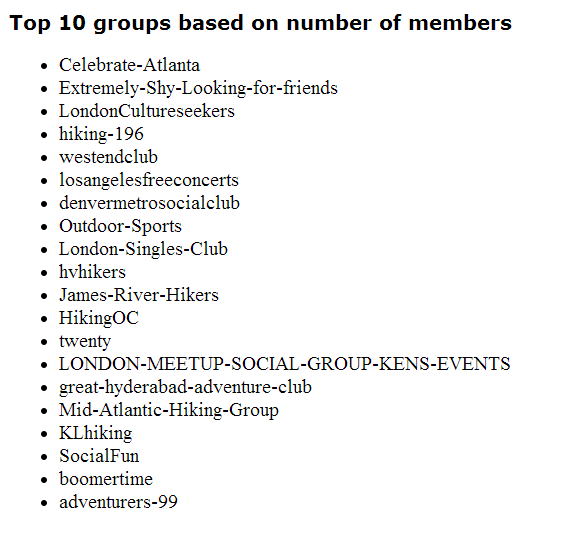 Top 10 groups based on number of members
Celebrate-Atlanta
Extremely-Shy-Looking-for-friends
LondonCultureseekers
hiking-196
westendclub
losangelesfreeconcerts
denvermetrosocialclub
Outdoor-Sports
London-Singles-Club
hvhikers
James-River-Hikers
HikingOC
twenty
LONDON-MEETUP-SOCIAL-GROUP-KENS-EVENTS
great-hyderabad-adventure-club
Mid-Atlantic-Hiking-Group
KLhiking
SocialFun
boomertime
adventurers-99